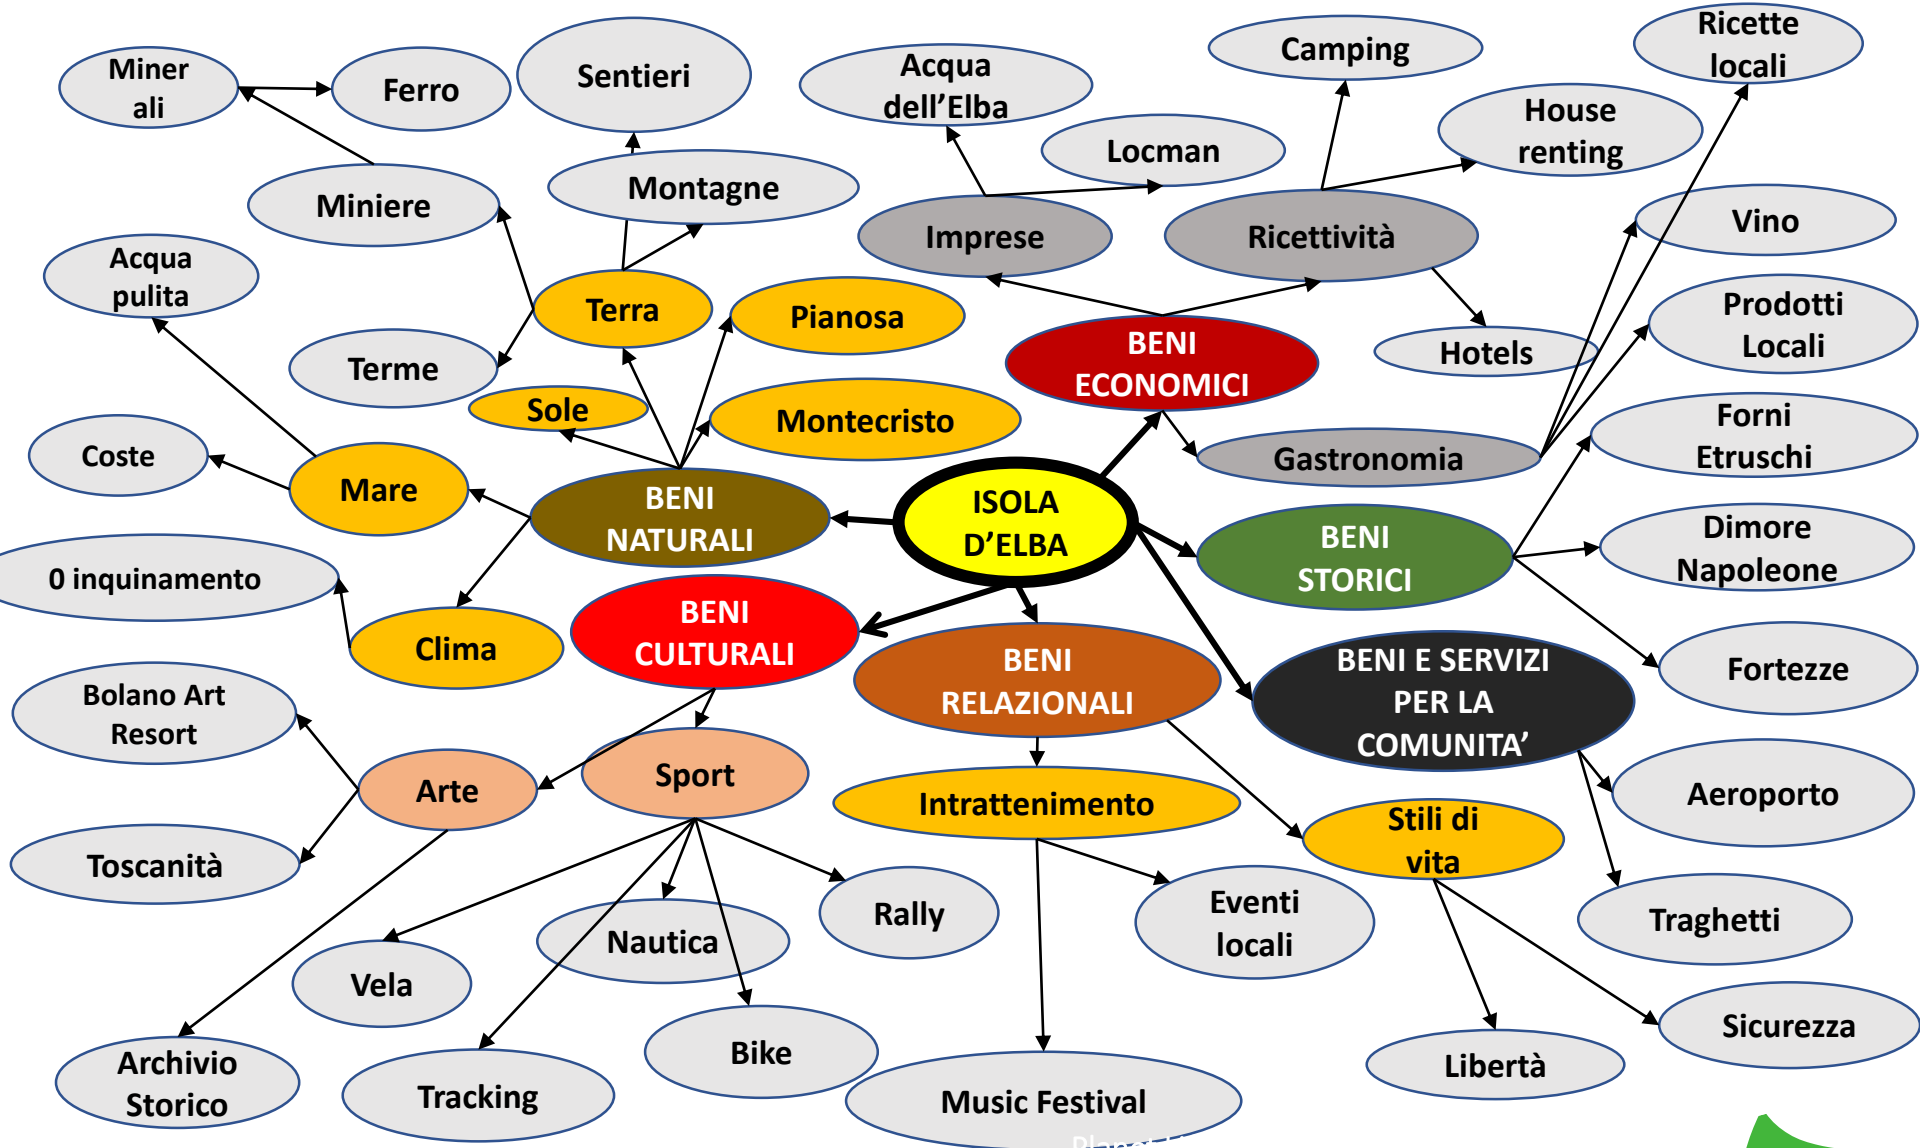 Miner
ali
Ferro
Sentieri
Acqua
dell’Elba
Camping
Ricette
locali
House
renting
Locman
Montagne
Miniere
Imprese
Ricettività
Vino
Acqua
pulita
Terra
Pianosa
Prodotti
Locali
BENI
ECONOMICI
Hotels
Terme
Sole
Montecristo
Forni
Etruschi
Coste
Mare
Gastronomia
BENI
NATURALI
ISOLA
D’ELBA
BENI
STORICI
Dimore
Napoleone
0 inquinamento
Clima
BENI
CULTURALI
BENI
RELAZIONALI
BENI E SERVIZI
PER LA
COMUNITA’
Fortezze
Bolano Art
Resort
Arte
Sport
Intrattenimento
Stili di
vita
Aeroporto
Toscanità
Vela
Nautica
Rally
Eventi
locali
Traghetti
Archivio
Storico
Tracking
Bike
Music Festival
Libertà
Sicurezza